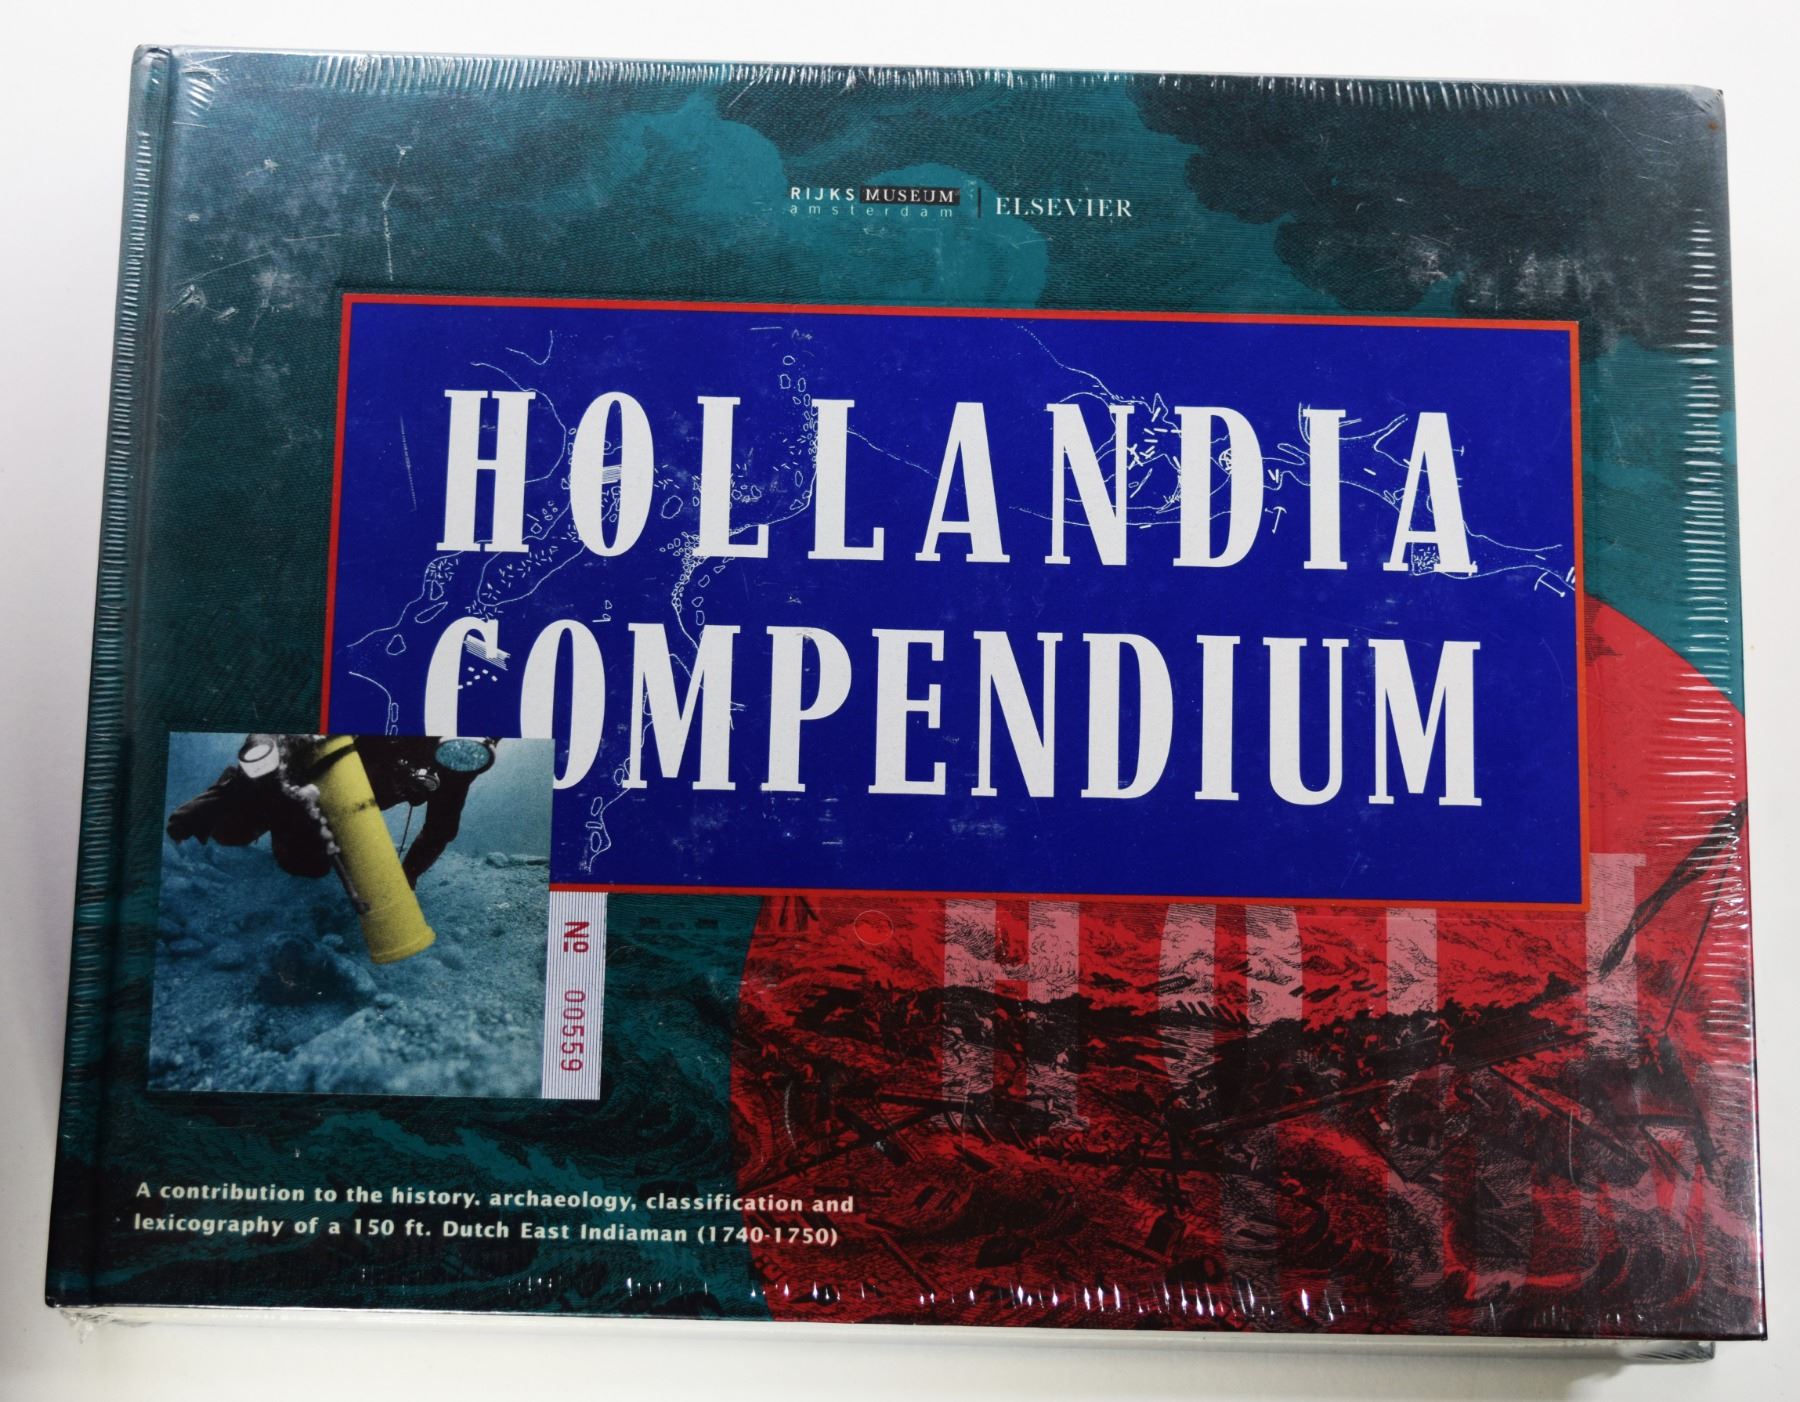 RIJKS MUSEUM
amsterdam
ELSEVIER
HOLLANDIA
COMPENDIUM
Nº 00559
HOLL
A contribution to the history. archaeology, classification and
lexicography of a 150 ft. Dutch East Indiaman (1740-1750)